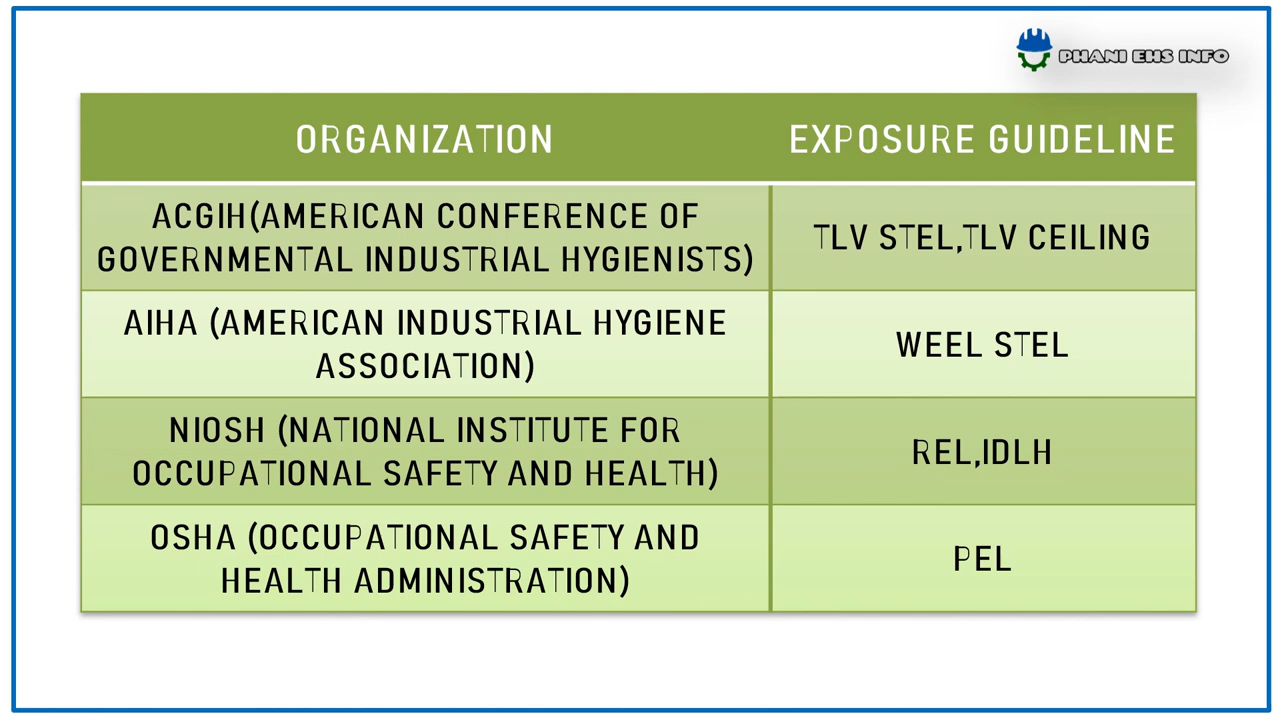 PHANI EHS INFO
ORGANIZATION
EXPOSURE GUIDELINE
ACGIH(AMERICAN CONFERENCE OF
GOVERNMENTAL INDUSTRIAL HYGIENISTS)
TLV STEL,TLV CEILING
AIHA (AMERICAN INDUSTRIAL HYGIENE
ASSOCIATION)
WEEL STEL
NIOSH (NATIONAL INSTITUTE FOR
OCCUPATIONAL SAFETY AND HEALTH)
REL,IDLH
OSHA (OCCUPATIONAL SAFETY AND
HEALTH ADMINISTRATION)
PEL